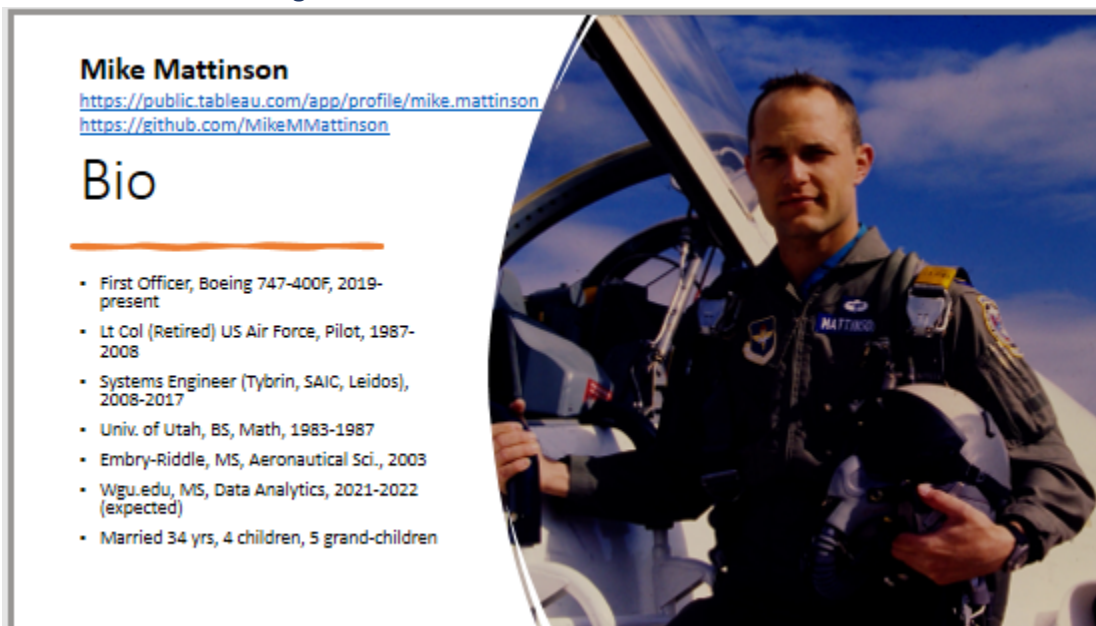 Mike Mattinson
https://public.tableau.com/app/profile/mike.mattinson
https://github.com/MikeMMattinson
Bio
▪ First Officer, Boeing 747-400F, 2019-
present
▪ Lt Col (Retired) US Air Force, Pilot, 1987-
2008
▪ Systems Engineer (Tybrin, SAIC, Leidos),
2008-2017
▪ Univ. of Utah, BS, Math, 1983-1987
▪ Embry-Riddle, MS, Aeronautical Sci., 2003
▪ Wgu.edu, MS, Data Analytics, 2021-2022
(expected)
▪ Married 34 yrs, 4 children, 5 grand-children
MATTINSON